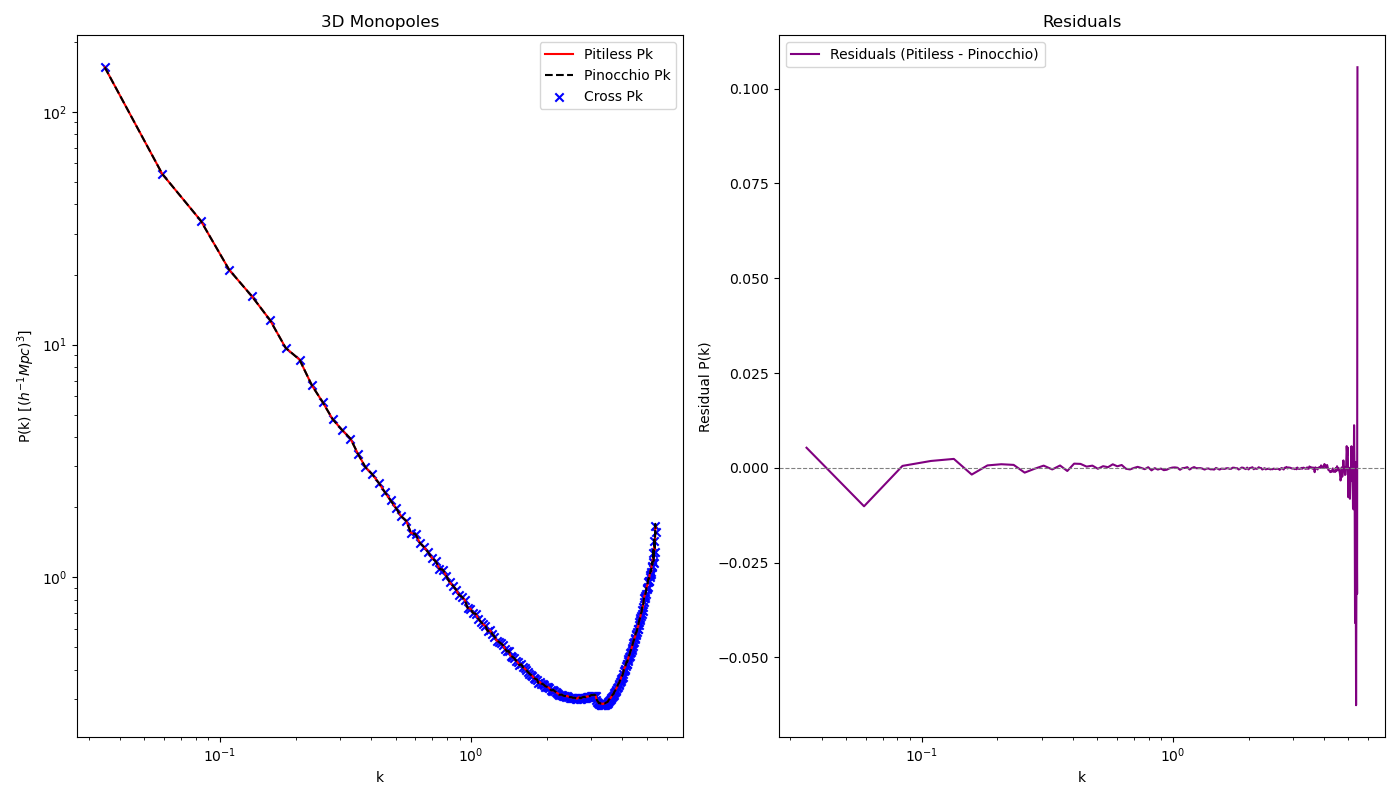 3D Monopoles
Pitiless Pk
Pinocchio Pk
Cross Pk
P(k) [(h⁻¹Mpc)³]
10²
10¹
10⁰
10⁻¹
10⁰
k
Residuals
Residuals (Pitiless - Pinocchio)
Residual P(k)
0.100
0.075
0.050
0.025
0.000
−0.025
−0.050
10⁻¹
10⁰
k